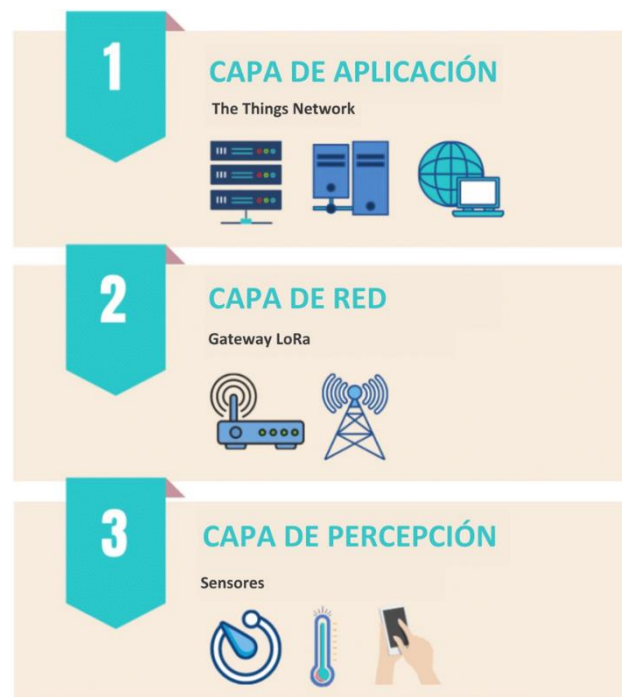 1
CAPA DE APLICACIÓN
The Things Network
2
CAPA DE RED
Gateway LoRa
3
CAPA DE PERCEPCIÓN
Sensores